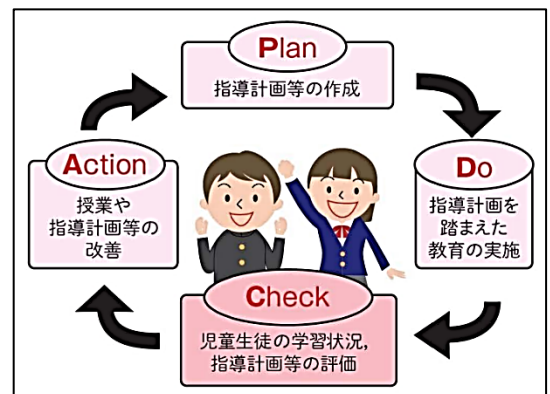 Plan
指導計画等の作成
Do
指導計画を
踏まえた
教育の実施
Check
児童生徒の学習状況,
指導計画等の評価
Action
授業や
指導計画等の
改善